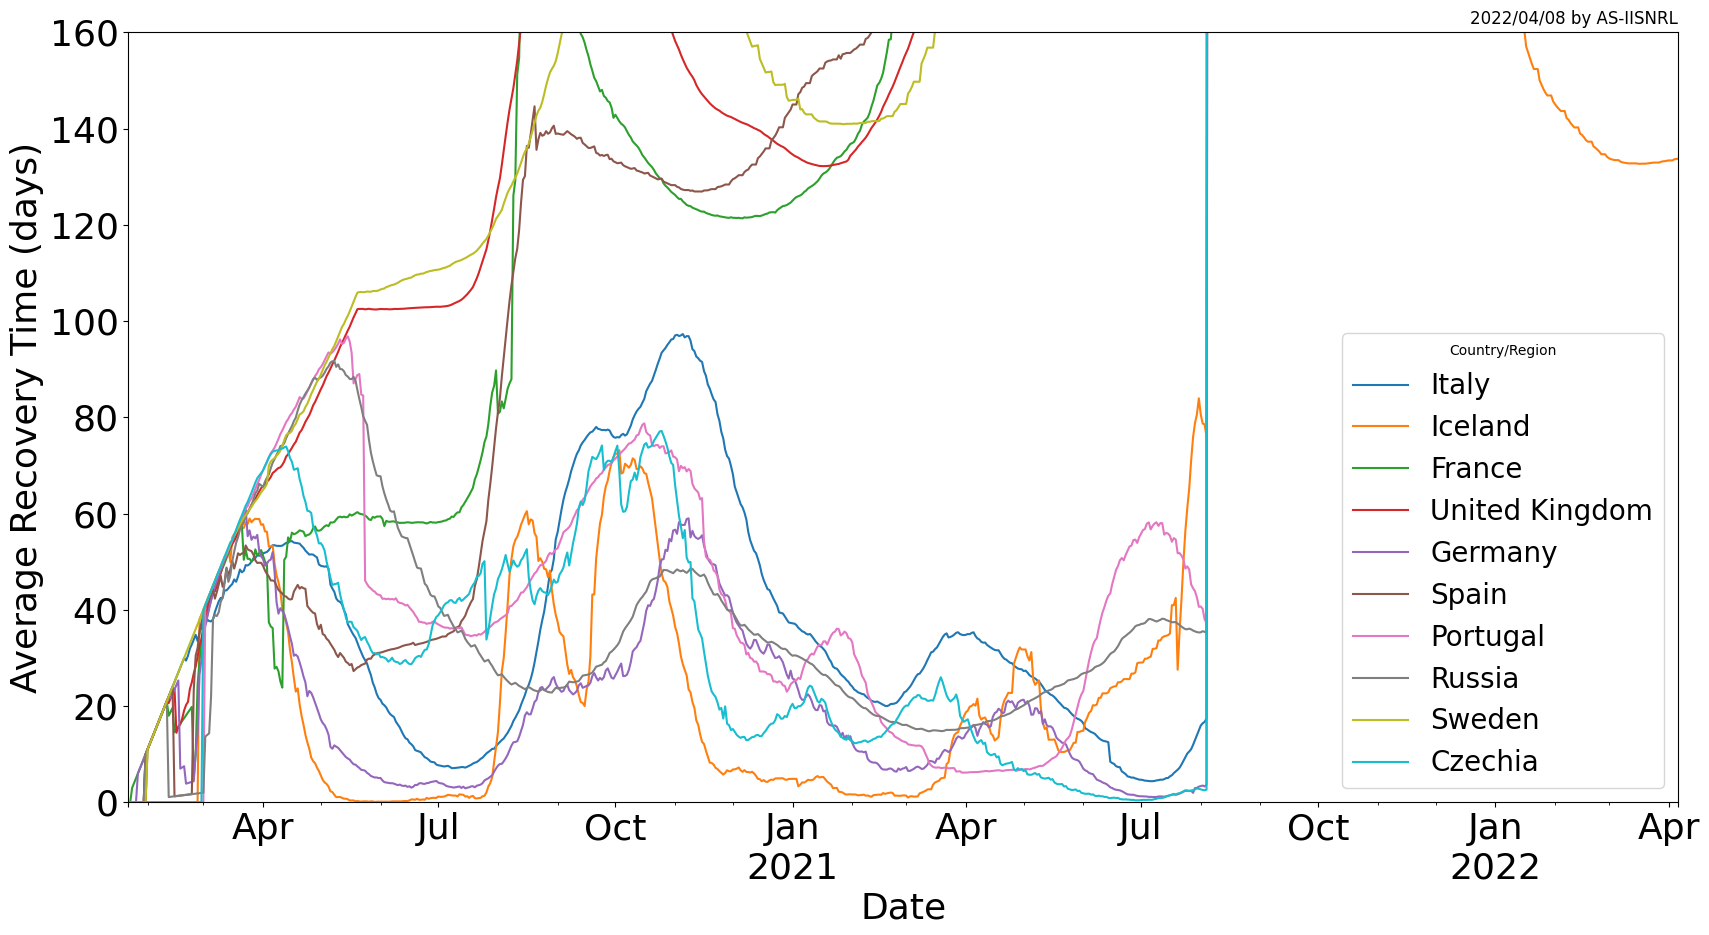 2022/04/08 by AS-IISNRL
Average Recovery Time (days)
160
140
120
100
80
60
40
20
0
Country/Region
Italy
Iceland
France
United Kingdom
Germany
Spain
Portugal
Russia
Sweden
Czechia
Apr Jul Oct Jan Apr Jul Oct Jan Apr
2021 2022
Date